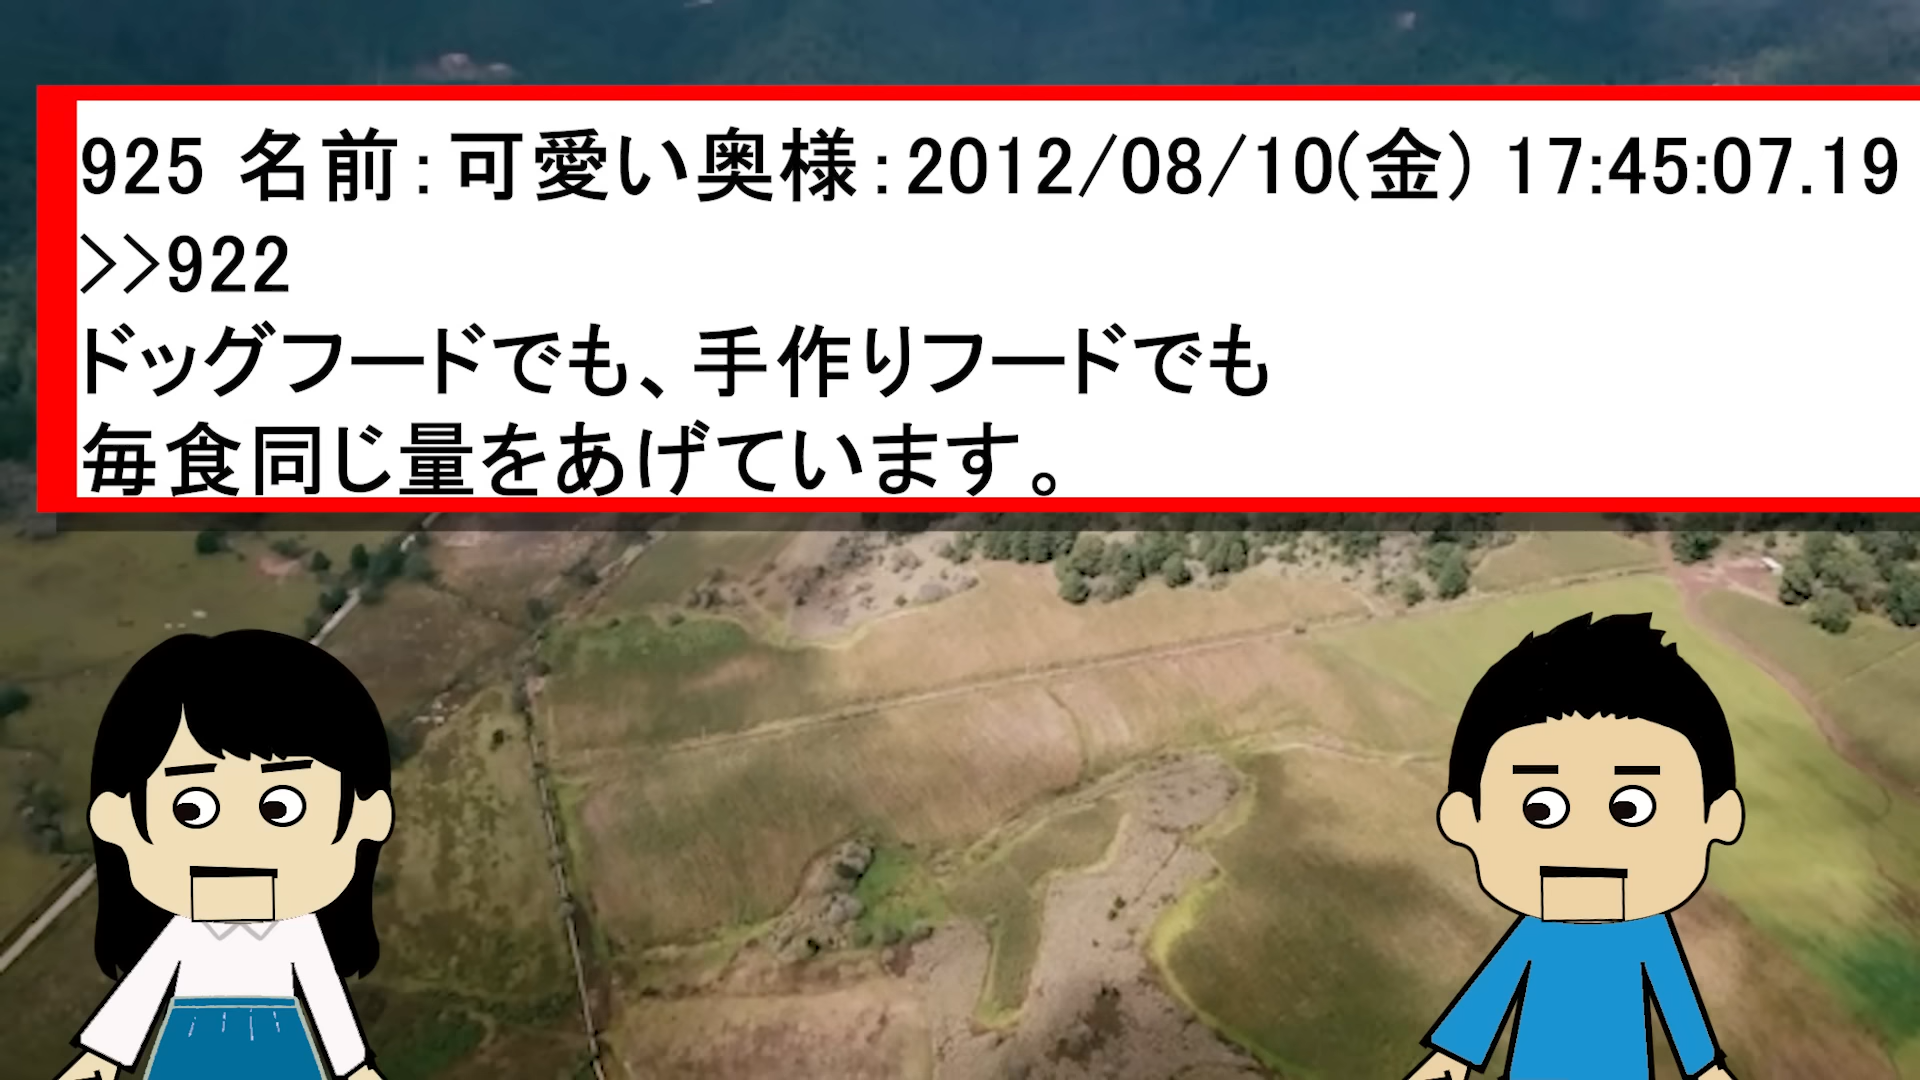 925 名前：可愛い奥様：2012/08/10(金) 17:45:07.19
>>922
ドッグフードでも、手作りフードでも
毎食同じ量をあげています。